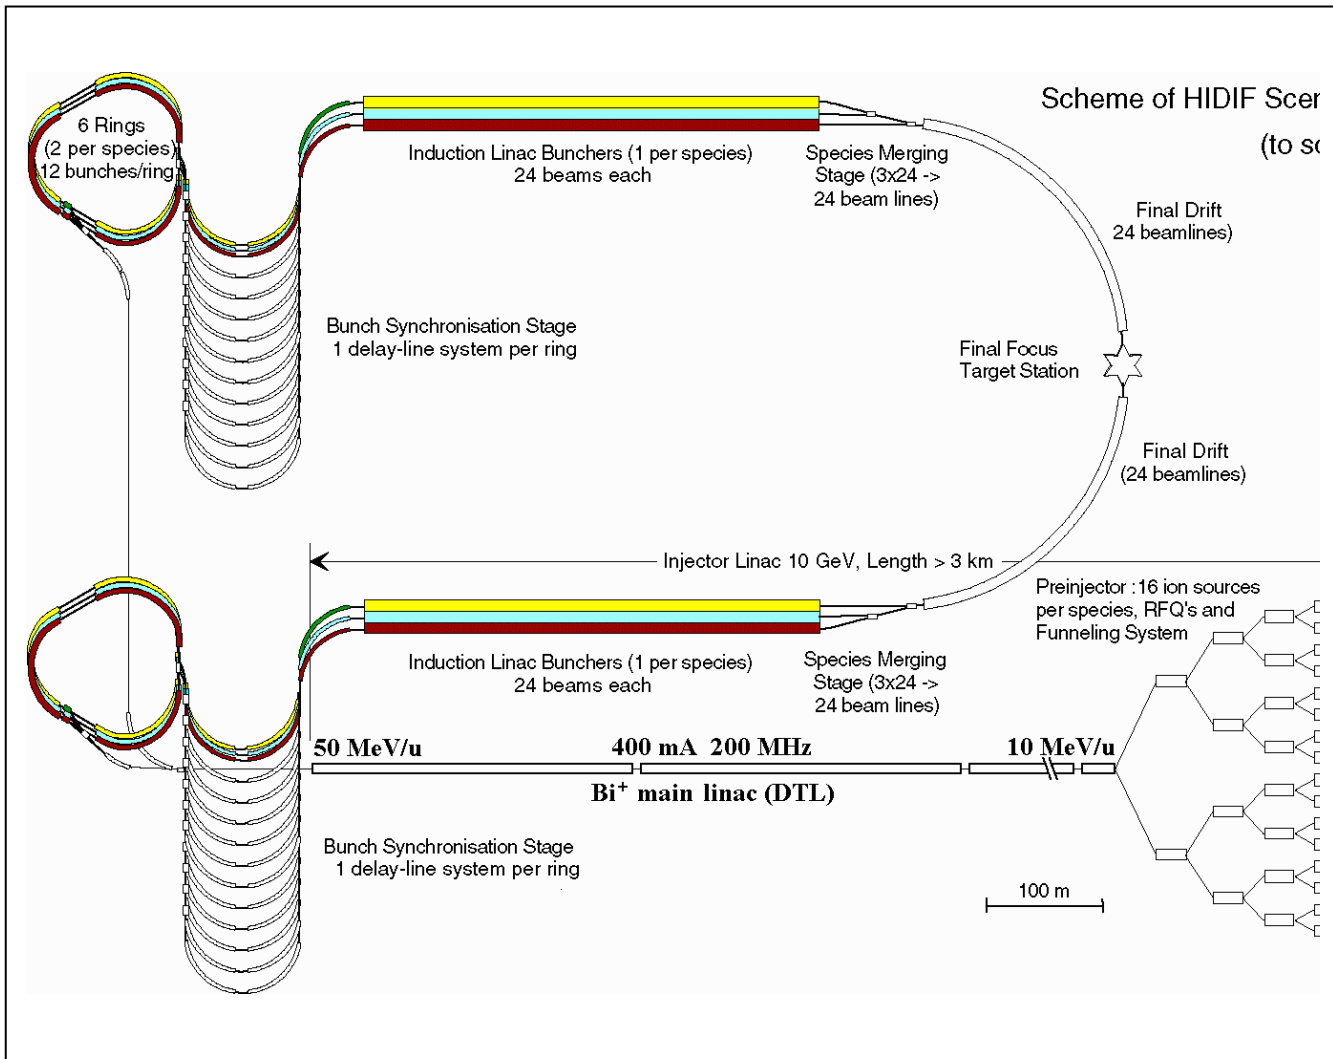 Scheme of HIDIF
(to
6 Rings
(2 per species)
12 bunches/ring
Induction Linac Bunchers (1 per species)
24 beams each
Species Merging
Stage (3x24 ->
24 beam lines)
Final Drift
24 beamlines)
Bunch Synchronisation Stage
1 delay-line system per ring
Final Focus
Target Station
Final Drift
(24 beamlines)
Injector Linac 10 GeV, Length > 3 km
Preinjector : 16 ion sources
per species, RFQ's and
Funneling System
Induction Linac Bunchers (1 per species)
24 beams each
Species Merging
Stage (3x24 ->
24 beam lines)
50 MeV/u
400 mA 200 MHz
10 MeV/u
Bi⁺ main linac (DTL)
Bunch Synchronisation Stage
1 delay-line system per ring
100 m